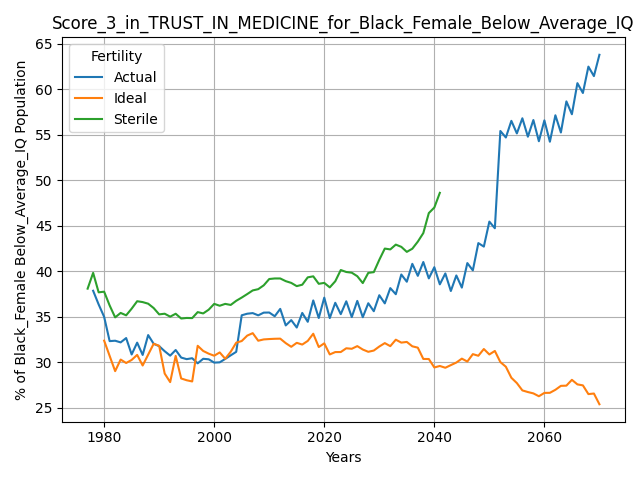 Score_3_in_TRUST_IN_MEDICINE_for_Black_Female_Below_Average_IQ
% of Black_Female Below_Average_IQ Population
65
60
55
50
45
40
35
30
25
Fertility
Actual
Ideal
Sterile
1980
2000
2020
2040
2060
Years